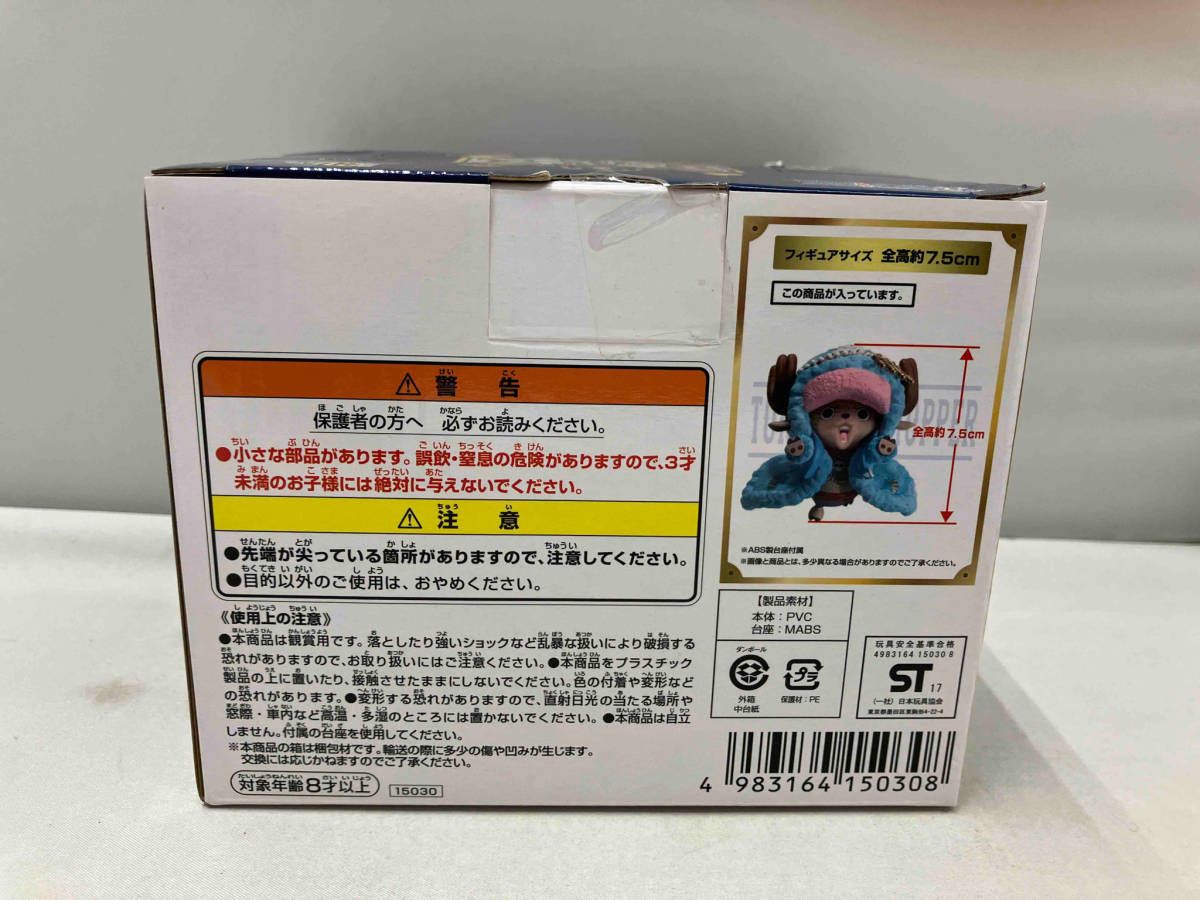 フィギュアサイズ 全高約7.5cm
この商品が入っています。
全高約7.5cm
※ABS製台座付属
※画像と商品とは、多少異なる場合がありますのでご了承ください。
⚠警告
保護者の方へ 必ずお読みください。
●小さな部品があります。誤飲・窒息の危険がありますので、3才
未満のお子様には絶対に与えないでください。
⚠注意
●先端が尖っている箇所がありますので、注意してください。
●目的以外のご使用は、おやめください。
《使用上の注意》
●本商品は観賞用です。落としたり強いショックなど乱暴な扱いにより破損する
恐れがありますので、お取り扱いにはご注意ください。●本商品をプラスチック
製品の上に置いたり、接触させたままにしないでください。色の付着や変形など
の恐れがあります。●変形する恐れがありますので、直射日光の当たる場所や
窓際・車内など高温・多湿のところには置かないでください。●本商品は自立
しません。付属の台座を使用してください。
※本商品の箱は梱包材です。輸送の際に多少の傷や凹みが生じます。
交換には応じかねますのでご了承ください。
対象年齢8才以上
15030
【製品素材】
本体:PVC
台座:MABS
ダンボール
外箱
中台紙
プラ
保護材:PE
玩具安全基準合格
4983164 15030 8
ST 17
(一社)日本玩具協会
東京都墨田区東駒形4-22-4
4 983164 150308